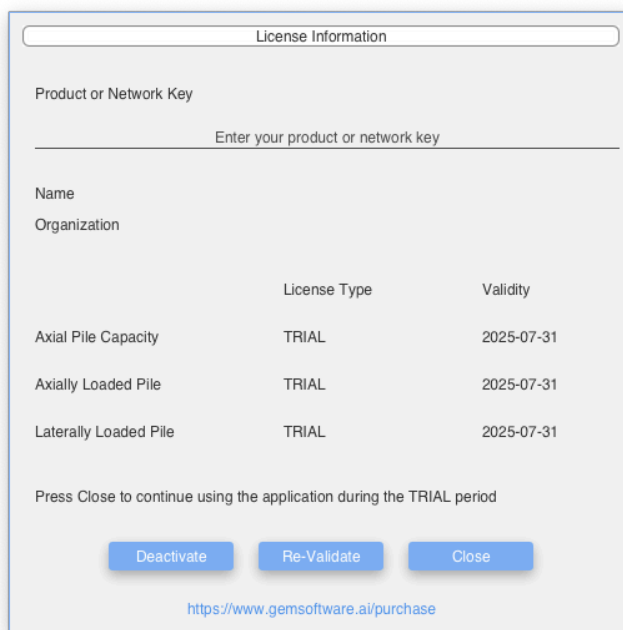 License Information
Product or Network Key
Enter your product or network key
Name
Organization
License Type Validity
Axial Pile Capacity TRIAL 2025-07-31
Axially Loaded Pile TRIAL 2025-07-31
Laterally Loaded Pile TRIAL 2025-07-31
Press Close to continue using the application during the TRIAL period
Deactivate Re-Validate Close
https://www.gemsoftware.ai/purchase